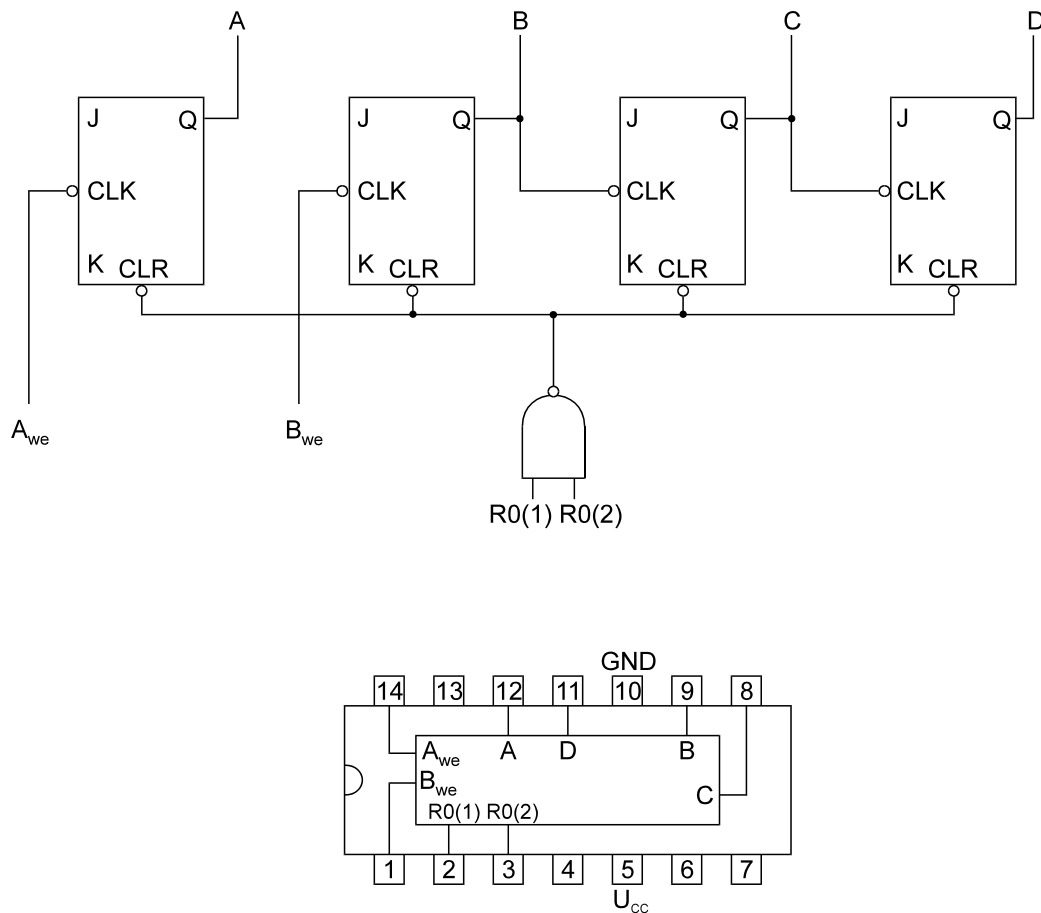 A B C D
J Q J Q J Q J Q
CLK CLK CLK CLK
K CLR K CLR K CLR K CLR
Awe Bwe
R0(1) R0(2)
GND
14 13 12 11 10 9 8
Awe A D B
Bwe
C
R0(1) R0(2)
1 2 3 4 5 6 7
UCC